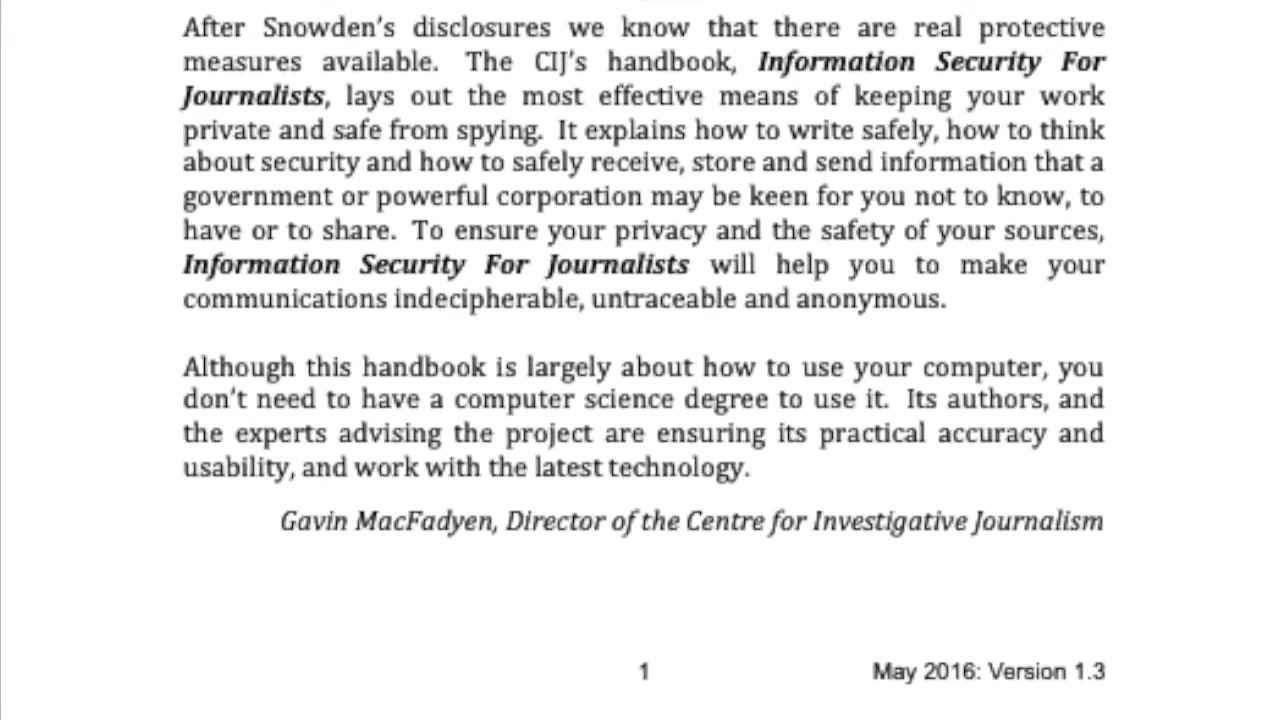 After Snowden's disclosures we know that there are real protective
measures available. The CIJ's handbook, Information Security For
Journalists, lays out the most effective means of keeping your work
private and safe from spying. It explains how to write safely, how to think
about security and how to safely receive, store and send information that a
government or powerful corporation may be keen for you not to know, to
have or to share. To ensure your privacy and the safety of your sources,
Information Security For Journalists will help you to make your
communications indecipherable, untraceable and anonymous.
Although this handbook is largely about how to use your computer, you
don't need to have a computer science degree to use it. Its authors, and
the experts advising the project are ensuring its practical accuracy and
usability, and work with the latest technology.
Gavin MacFadyen, Director of the Centre for Investigative Journalism
1 May 2016: Version 1.3